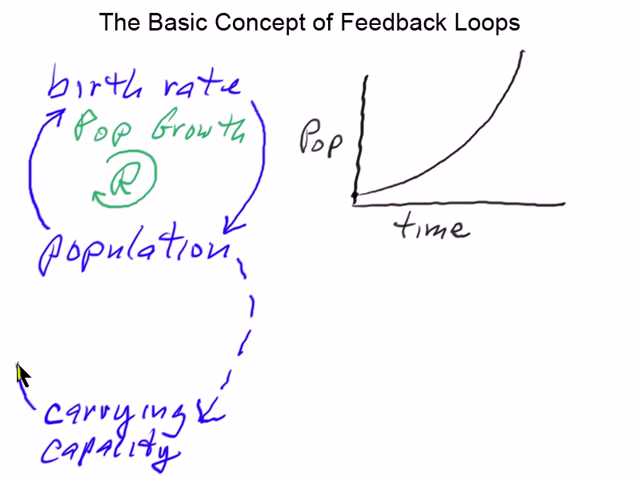 The Basic Concept of Feedback Loops
birth rate
Pop Growth
R
population
carrying
capacity
Pop
time